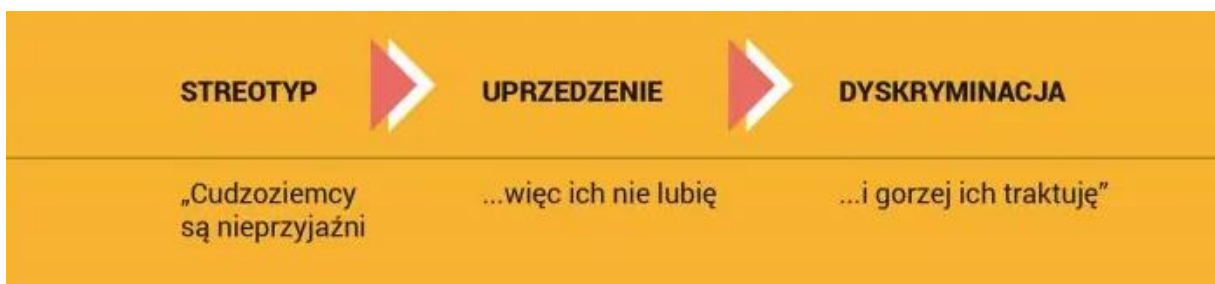 STREOTYP
UPRZEDZENIE
DYSKRYMINACJA
„Cudzoziemcy
są nieprzyjaźni
...więc ich nie lubię
...i gorzej ich traktuję”